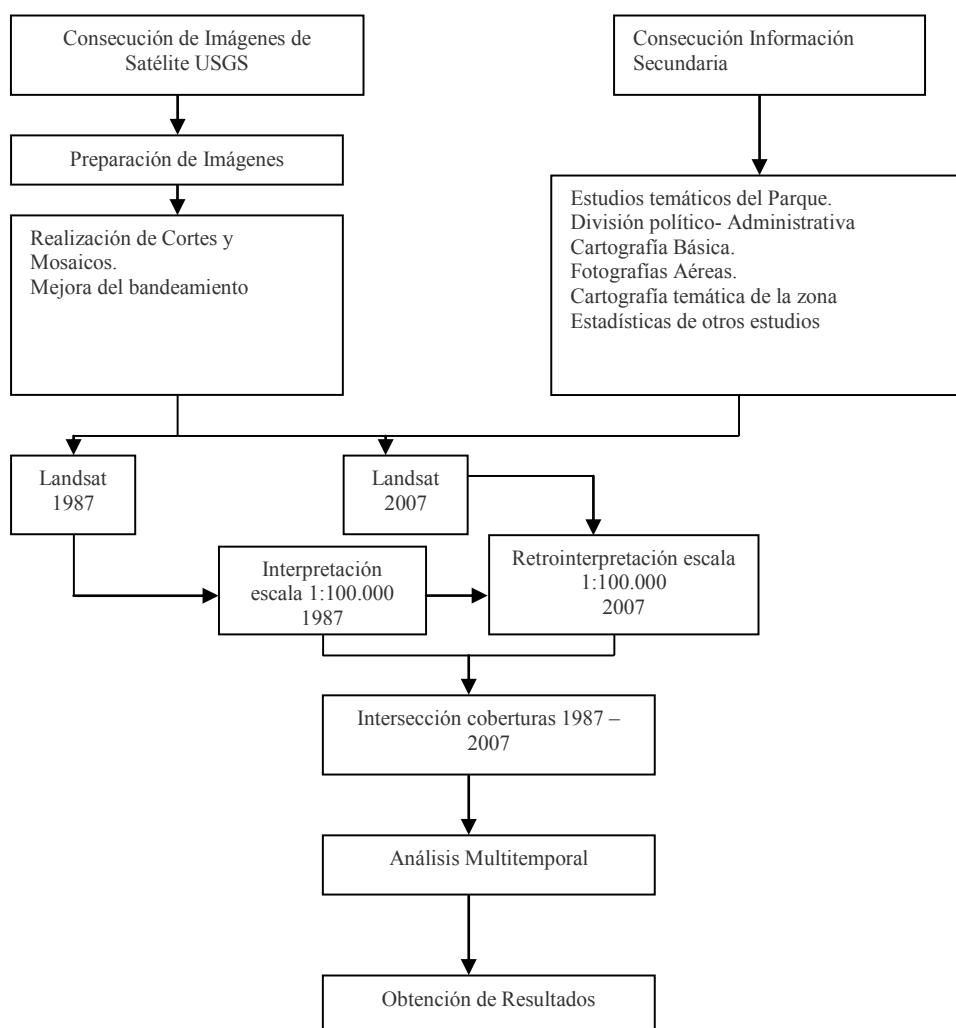 Consecución de Imágenes de
Satélite USGS
Consecución Información
Secundaria
Preparación de Imágenes
Realización de Cortes y
Mosaicos.
Mejora del bandeamiento
Estudios temáticos del Parque.
División político- Administrativa
Cartografía Básica.
Fotografías Aéreas.
Cartografía temática de la zona
Estadísticas de otros estudios
Landsat
1987
Landsat
2007
Interpretación
escala 1:100.000
1987
Retrointerpretación escala
1:100.000
2007
Intersección coberturas 1987 –
2007
Análisis Multitemporal
Obtención de Resultados